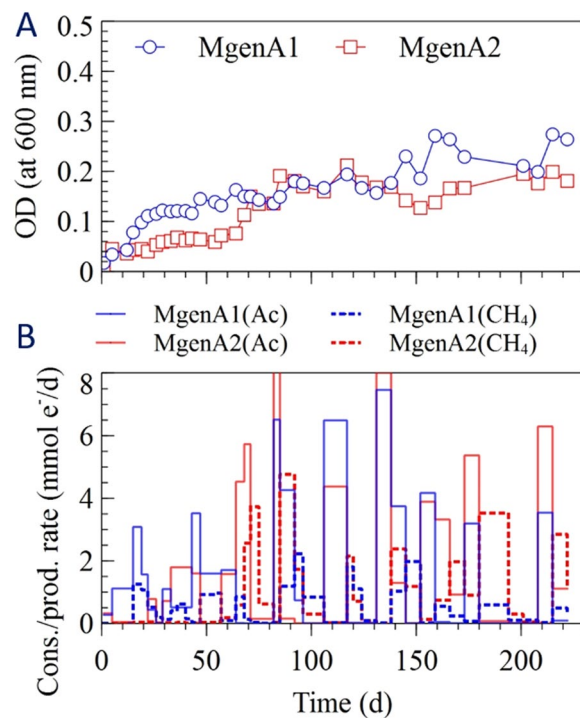 A
MgenA1 MgenA2
0.5
0.4
0.3
0.2
0.1
0
OD (at 600 nm)
MgenA1(Ac) MgenA1(CH₄)
MgenA2(Ac) MgenA2(CH₄)
B
8
6
4
2
0
Cons./prod. rate (mmol e⁻/d)
0 50 100 150 200
Time (d)